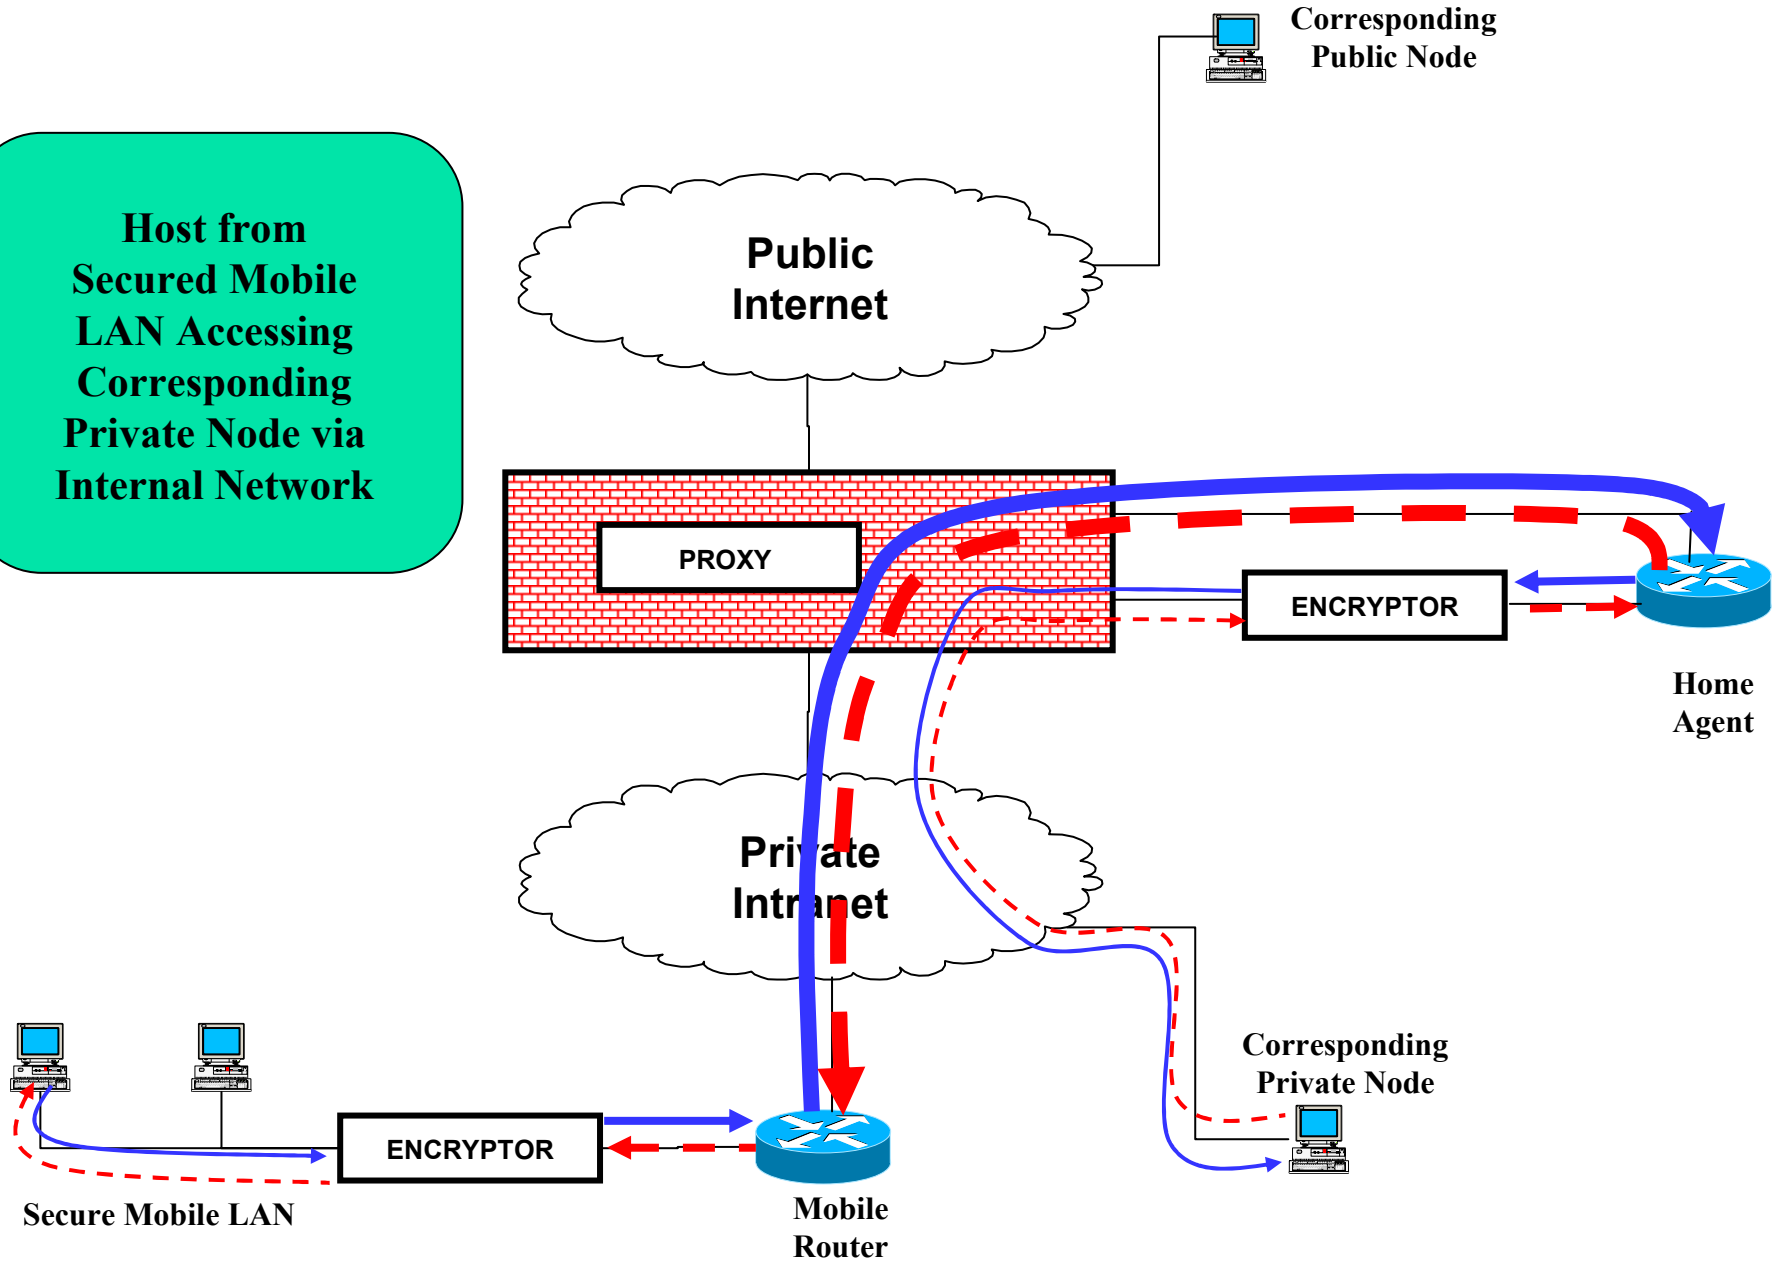 Corresponding
Public Node
Host from
Secured Mobile
LAN Accessing
Corresponding
Private Node via
Internal Network
Public
Internet
PROXY
ENCRYPTOR
Home
Agent
Private
Intranet
Corresponding
Private Node
ENCRYPTOR
Secure Mobile LAN
Mobile
Router